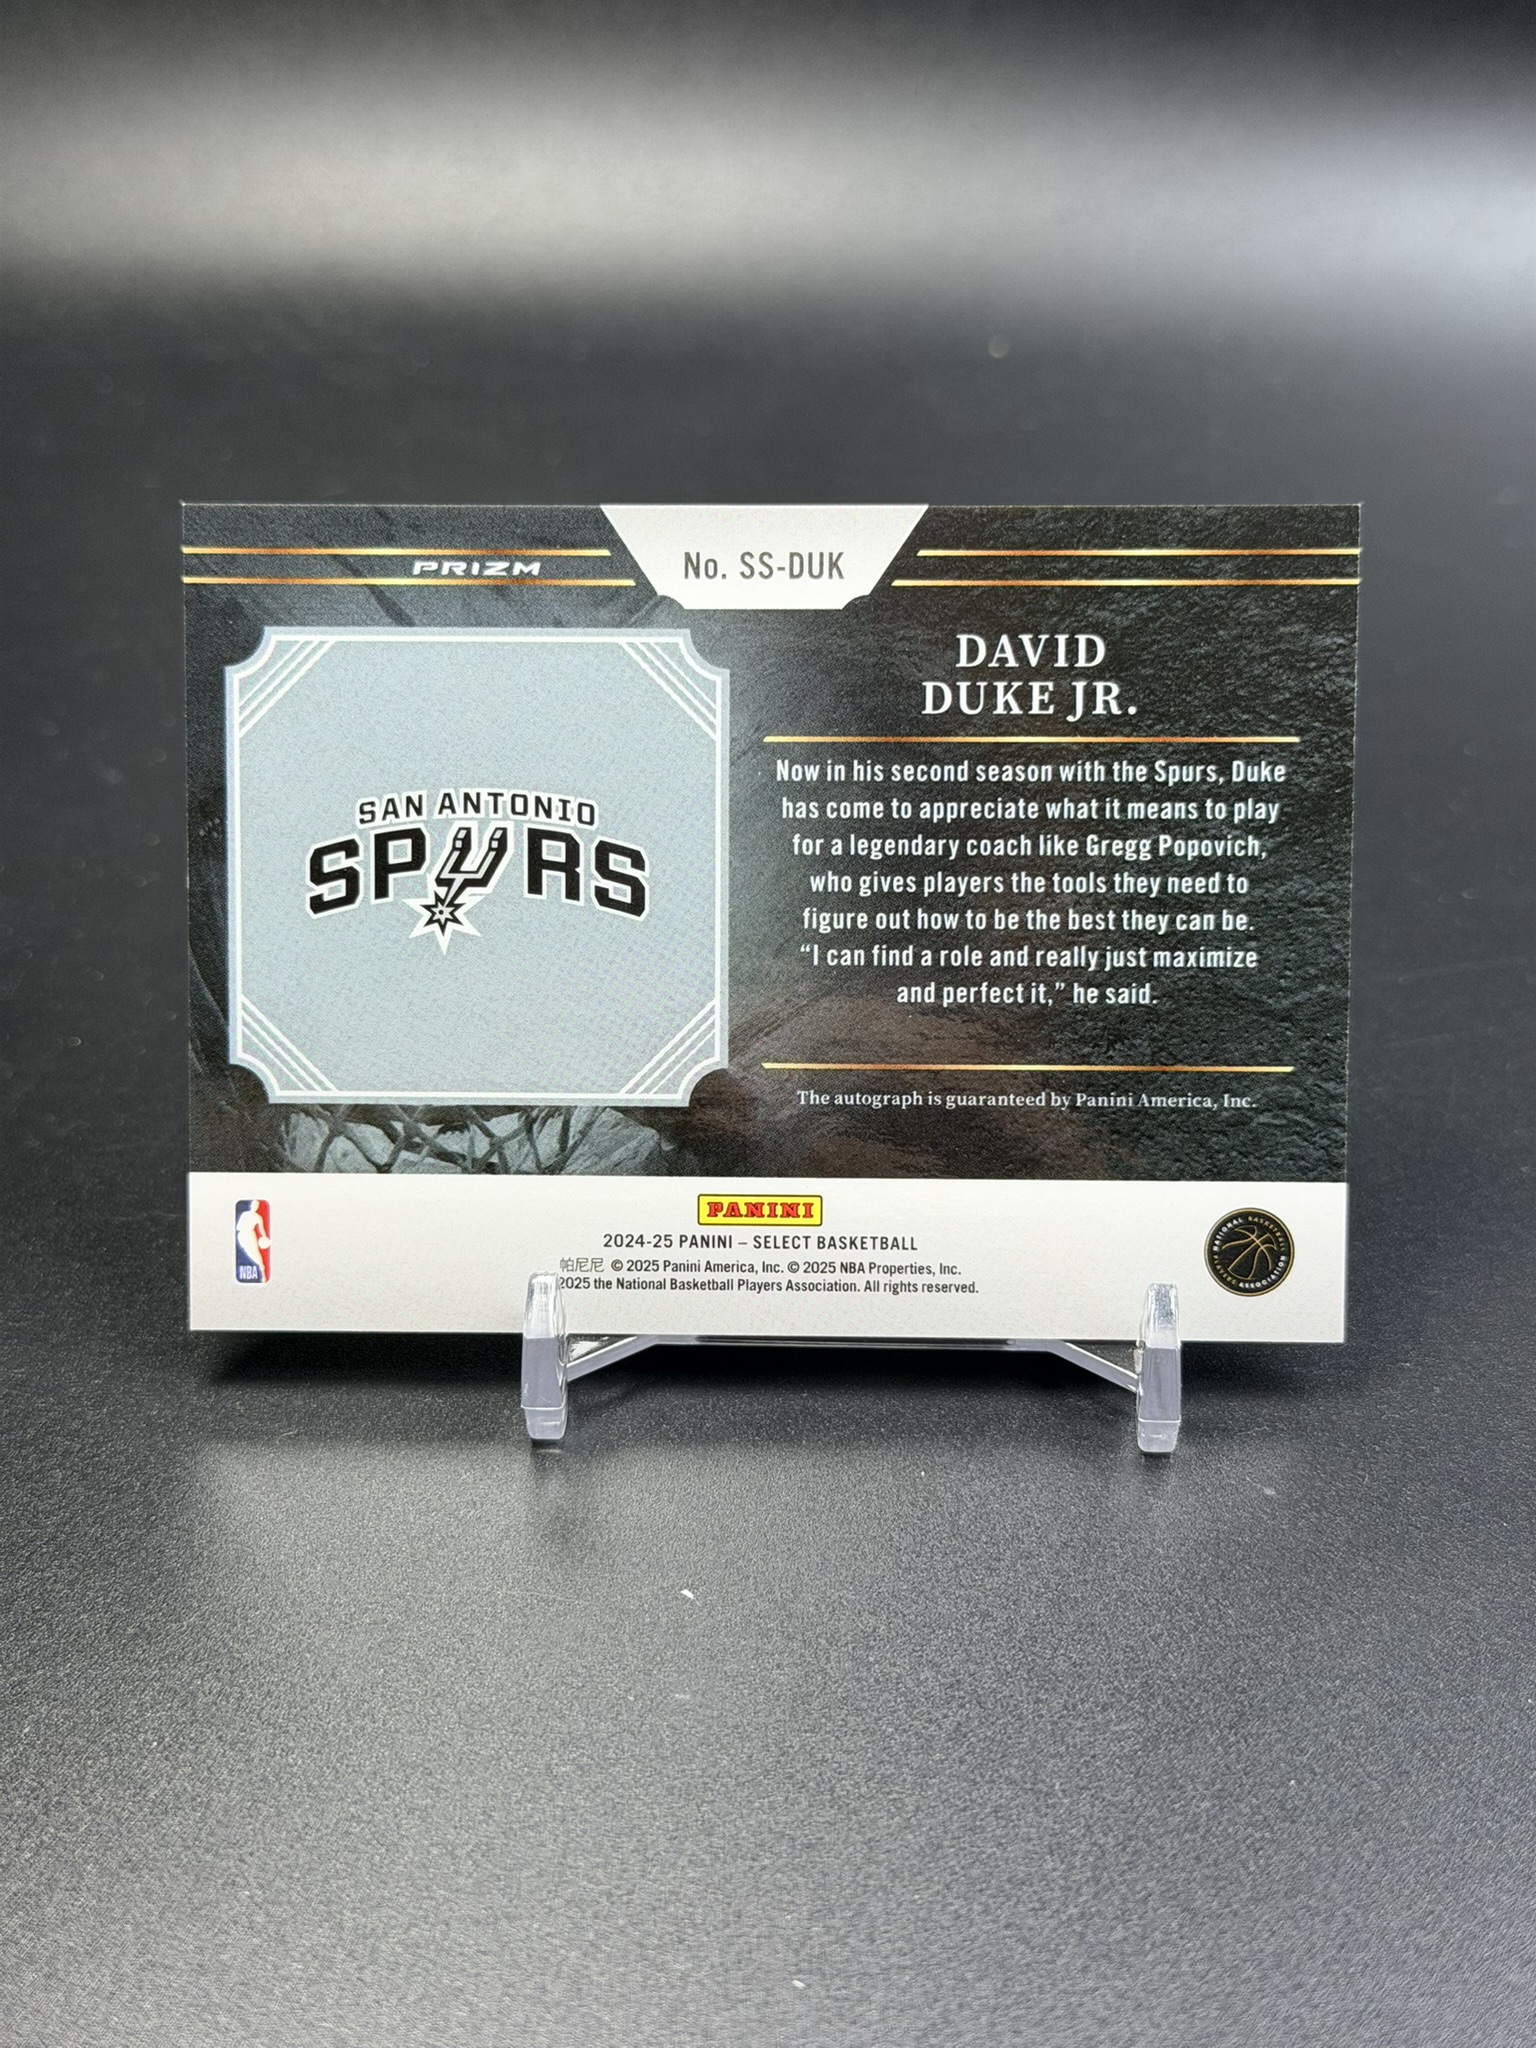 PRIZM
No. SS-DUK
DAVID
DUKE JR.
SAN ANTONIO
SPURS
Now in his second season with the Spurs, Duke
has come to appreciate what it means to play
for a legendary coach like Gregg Popovich,
who gives players the tools they need to
figure out how to be the best they can be.
“I can find a role and really just maximize
and perfect it,” he said.
The autograph is guaranteed by Panini America, Inc.
PANINI
2024-25 PANINI – SELECT BASKETBALL
帕尼尼 © 2025 Panini America, Inc. © 2025 NBA Properties, Inc.
2025 the National Basketball Players Association. All rights reserved.
NBA
NATIONAL BASKETBALL
PLAYERS ASSOCIATION